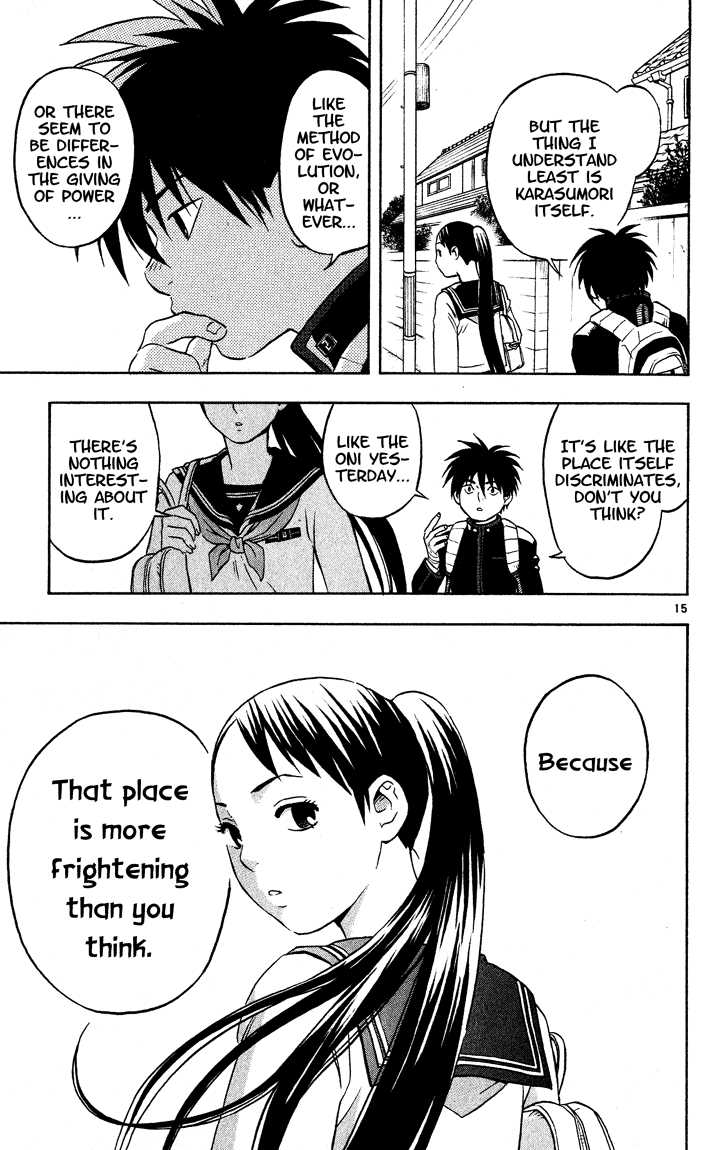 BUT THE
THING I
UNDERSTAND
LEAST IS
KARASUMORI
ITSELF.
LIKE
THE
METHOD
OF EVO-
LUTION,
OR
WHAT-
EVER...
OR THERE
SEEM TO
BE DIFFER-
ENCES IN
THE GIVING
OF POWER
...
IT'S LIKE THE
PLACE ITSELF
DISCRIMINATES,
DON'T YOU
THINK?
LIKE THE
ONI YES-
TERDAY...
THERE'S
NOTHING
INTEREST-
ING ABOUT
IT.
15
Because
That place
is more
frightening
than you
think.